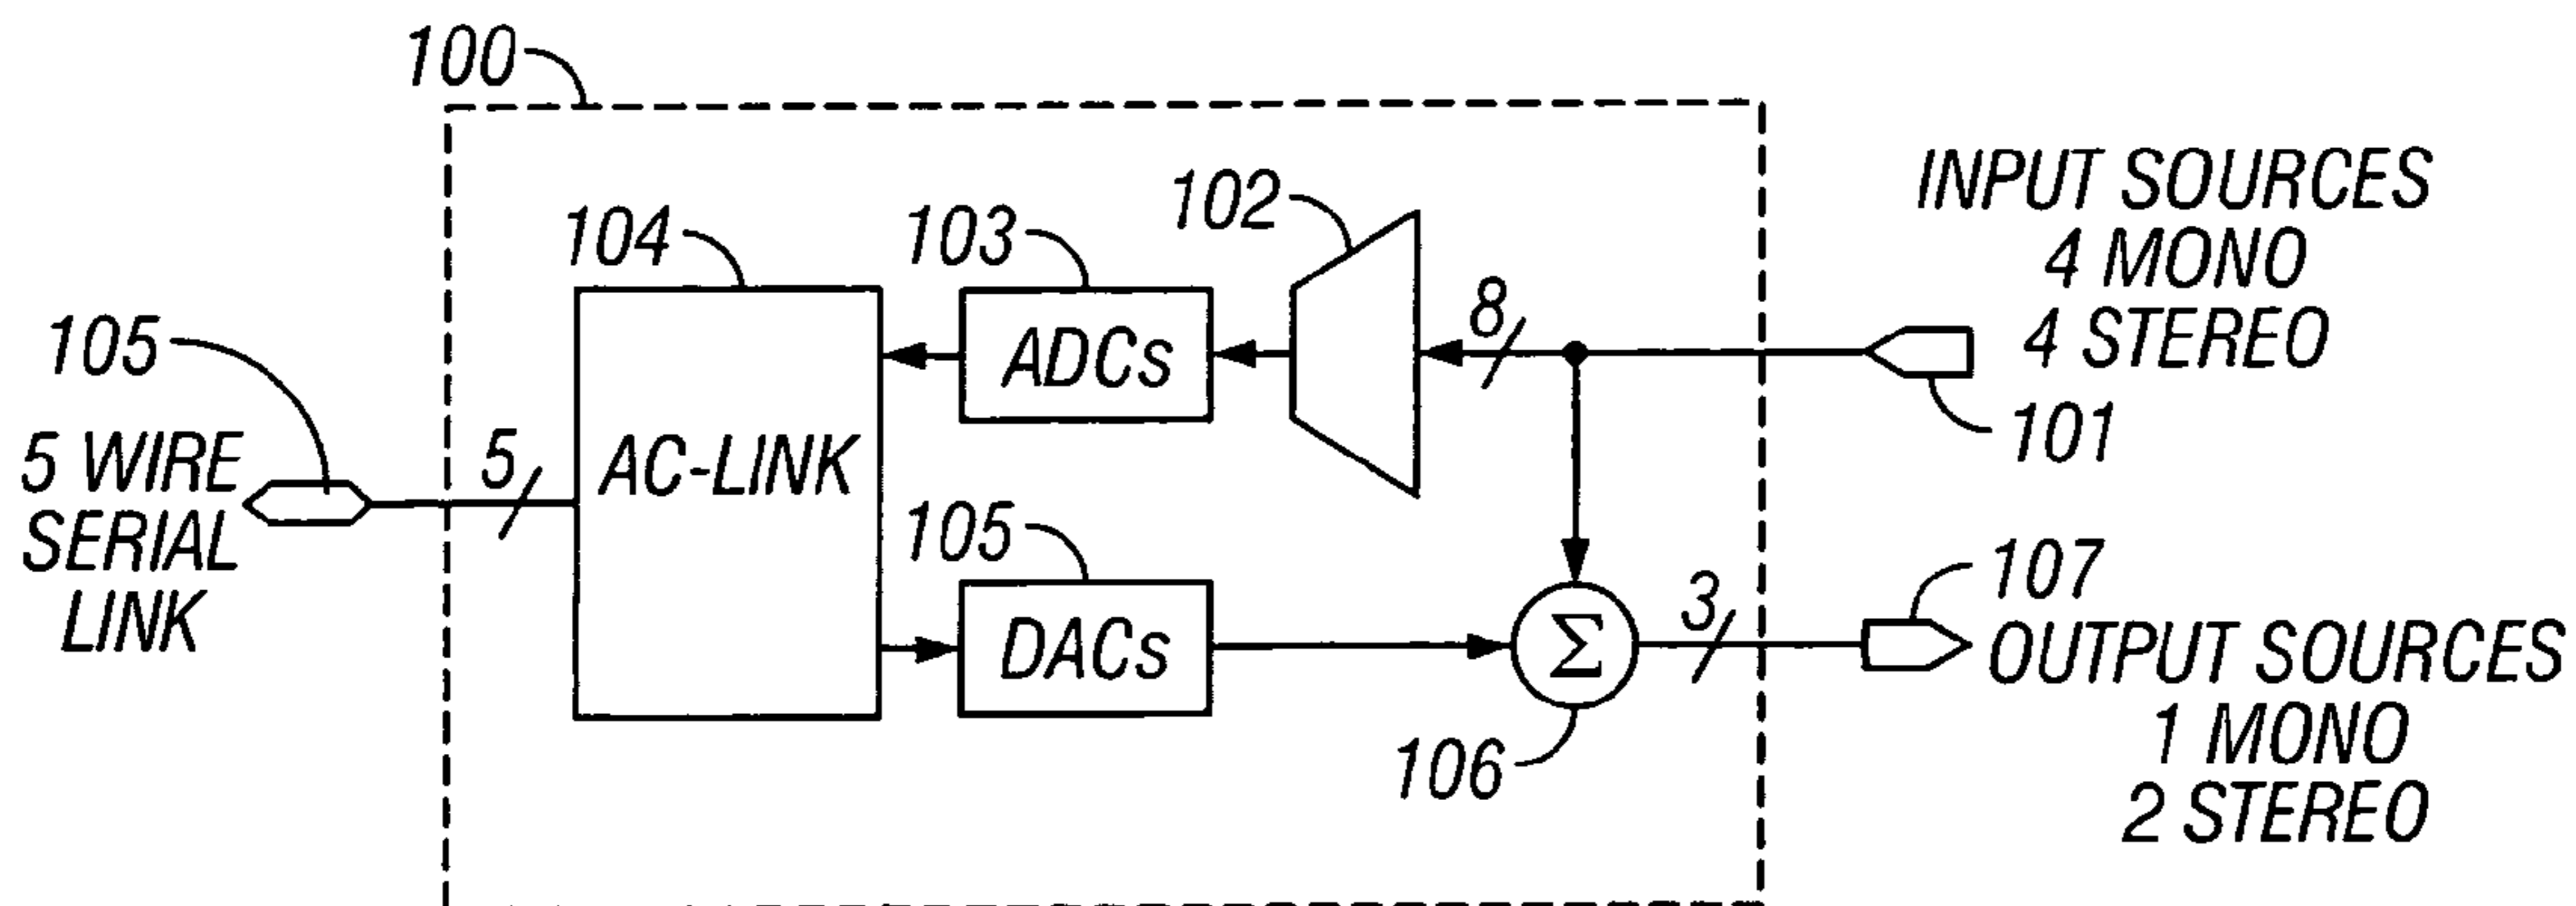 100
INPUT SOURCES
4 MONO
4 STEREO
101
102
103
104
8
ADCs
105
5 WIRE
SERIAL
LINK
5
AC-LINK
105
DACs
Σ
106
3
107
OUTPUT SOURCES
1 MONO
2 STEREO